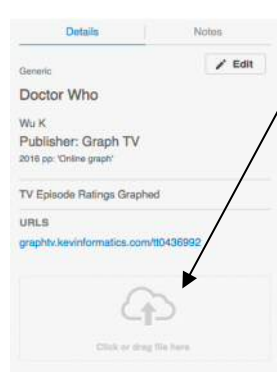 Details
Notes
Generic
Edit
Doctor Who
Wu K
Publisher: Graph TV
2016 pp: 'Online graph'
TV Episode Ratings Graphed
URLS
graphtv.kevinformatics.com/tt0436992
Click or drag file here